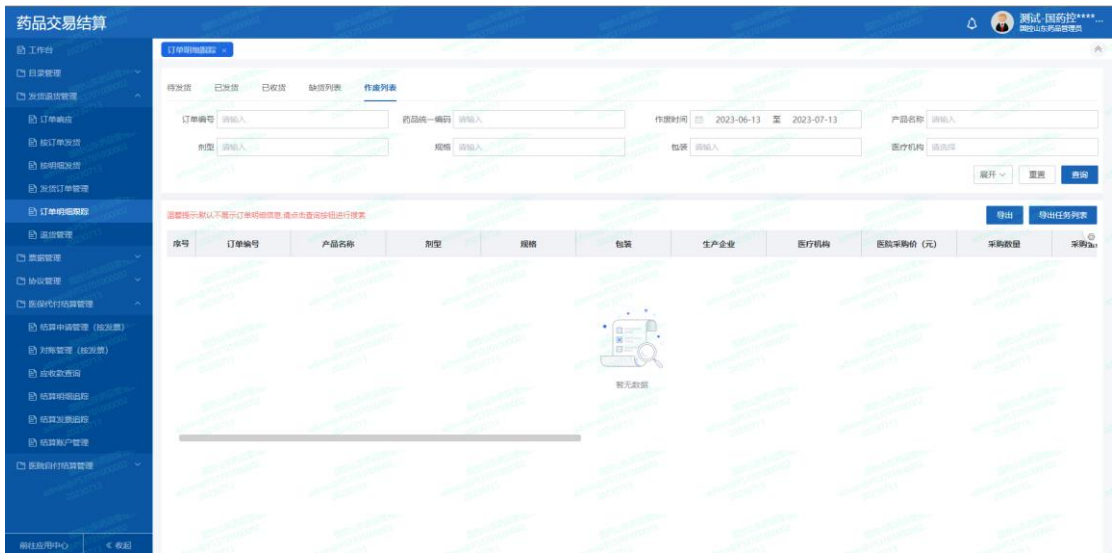 药品交易结算
测试-国药控****...
国控山东药品管理员
工作台
订单明细跟踪 ×
目录管理
发货退货管理
订单响应
按订单发货
按明细发货
发货订单管理
订单明细跟踪
退货管理
票据管理
协议管理
医保代付结算管理
结算申请管理（按发票）
对账管理（按发票）
应收款查询
结算明细追踪
结算发票追踪
结算账户管理
医院自付结算管理
前往应用中心 《 收起
待发货 已发货 已收货 缺货列表 作废列表
订单编号 请输入 药品统一编码 请输入 作废时间 2023-06-13 至 2023-07-13 产品名称 请输入
剂型 请输入 规格 请输入 包装 请输入 医疗机构 请选择
展开 重置 查询
温馨提示:默认不展示订单明细信息,请点击查询按钮进行搜索 导出 导出任务列表
序号 订单编号 产品名称 剂型 规格 包装 生产企业 医疗机构 医院采购价（元） 采购数量 采购
暂无数据